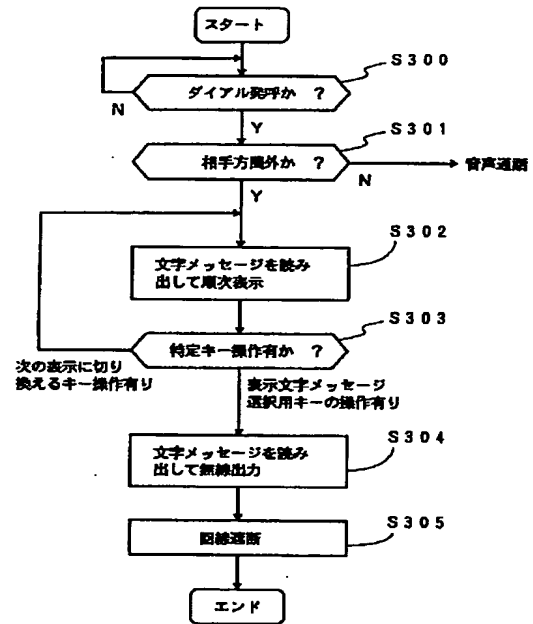 スタート
S300
ダイアル発呼か ?
N
Y
S301
相手方圏外か ?
N
音声通話
Y
S302
文字メッセージを読み
出して順次表示
S303
特定キー操作有か ?
次の表示に切り
換えるキー操作有り
表示文字メッセージ
選択用キーの操作有り
S304
文字メッセージを読み
出して無線出力
S305
回線遮断
エンド